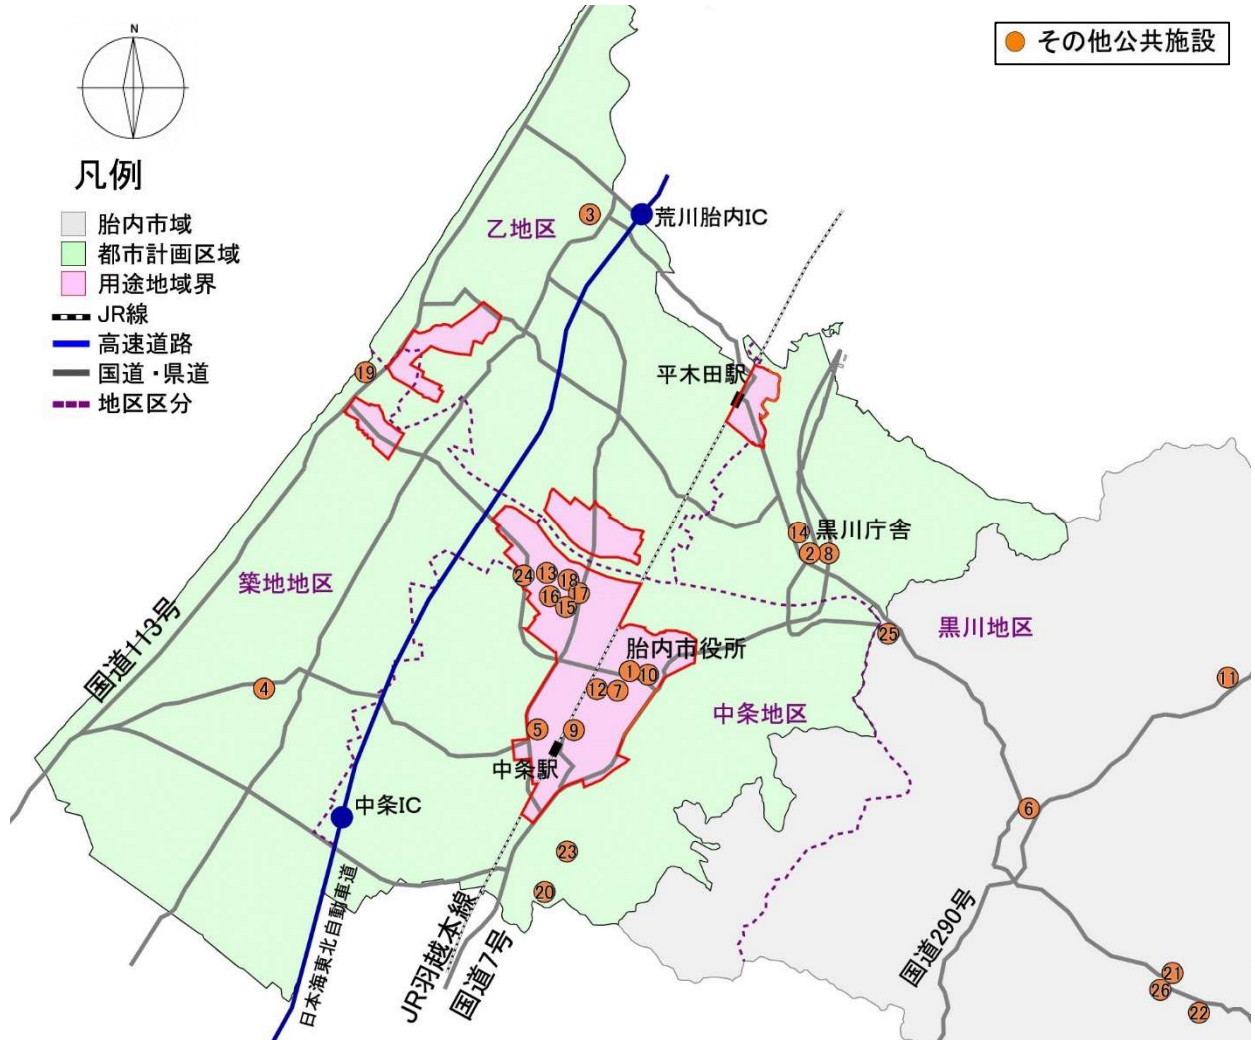 N
その他公共施設
凡例
胎内市域
都市計画区域
用途地域界
JR線
高速道路
国道・県道
地区区分
3
荒川胎内IC
乙地区
19
平木田駅
14
黒川庁舎
2
8
24
13
18
16
17
15
築地地区
国道113号
黒川地区
25
胎内市役所
1
10
11
4
12
7
中条地区
5
9
中条駅
中条IC
6
23
20
日本海東北自動車道
JR羽越本線
国道7号
国道290号
21
26
22